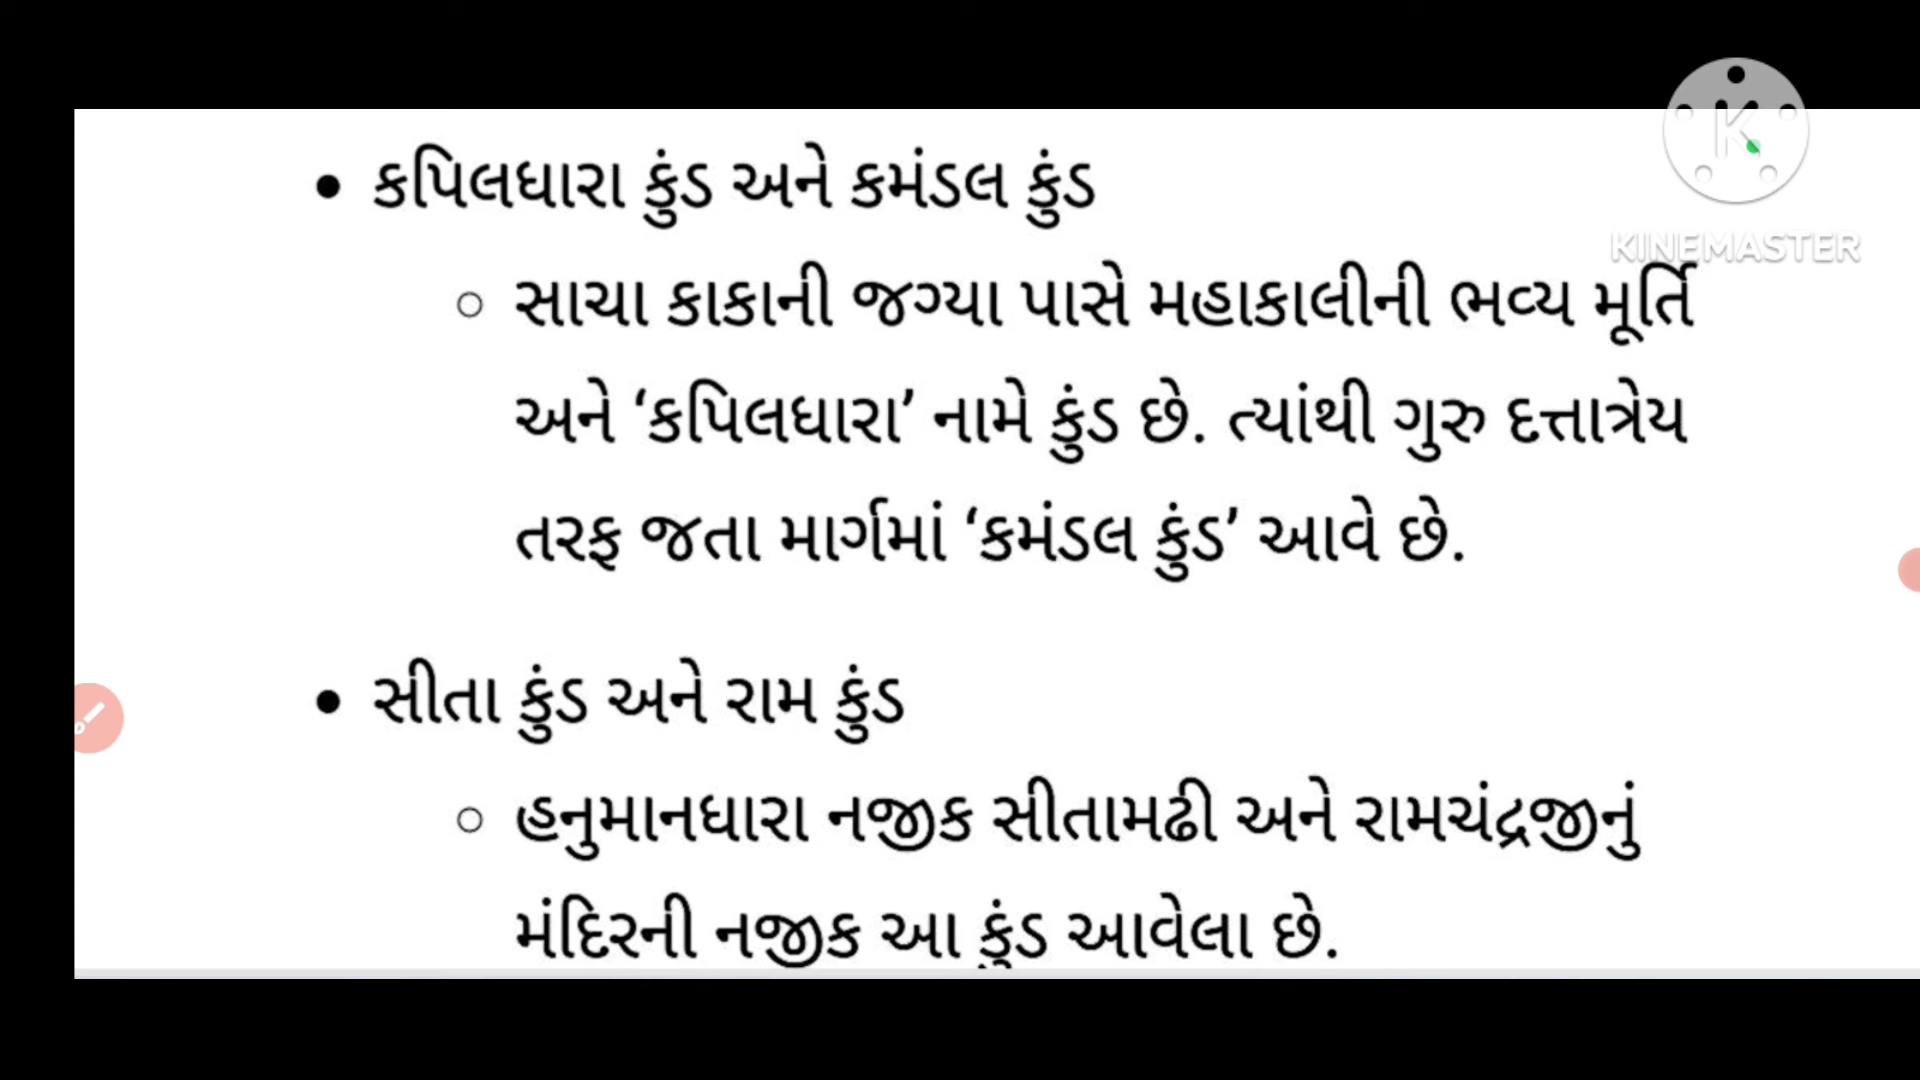 • કપિલધારા કુંડ અને કમંડલ કુંડ
KINEMASTER
○ સાચા કાકાની જગ્યા પાસે મહાકાલીની ભવ્ય મૂર્તિ
અને ‘કપિલધારા’ નામે કુંડ છે. ત્યાંથી ગુરુ દત્તાત્રેય
તરફ જતા માર્ગમાં ‘કમંડલ કુંડ’ આવે છે.
• સીતા કુંડ અને રામ કુંડ
○ હનુમાનધારા નજીક સીતામઢી અને રામચંદ્રજીનું
મંદિરની નજીક આ કુંડ આવેલા છે.